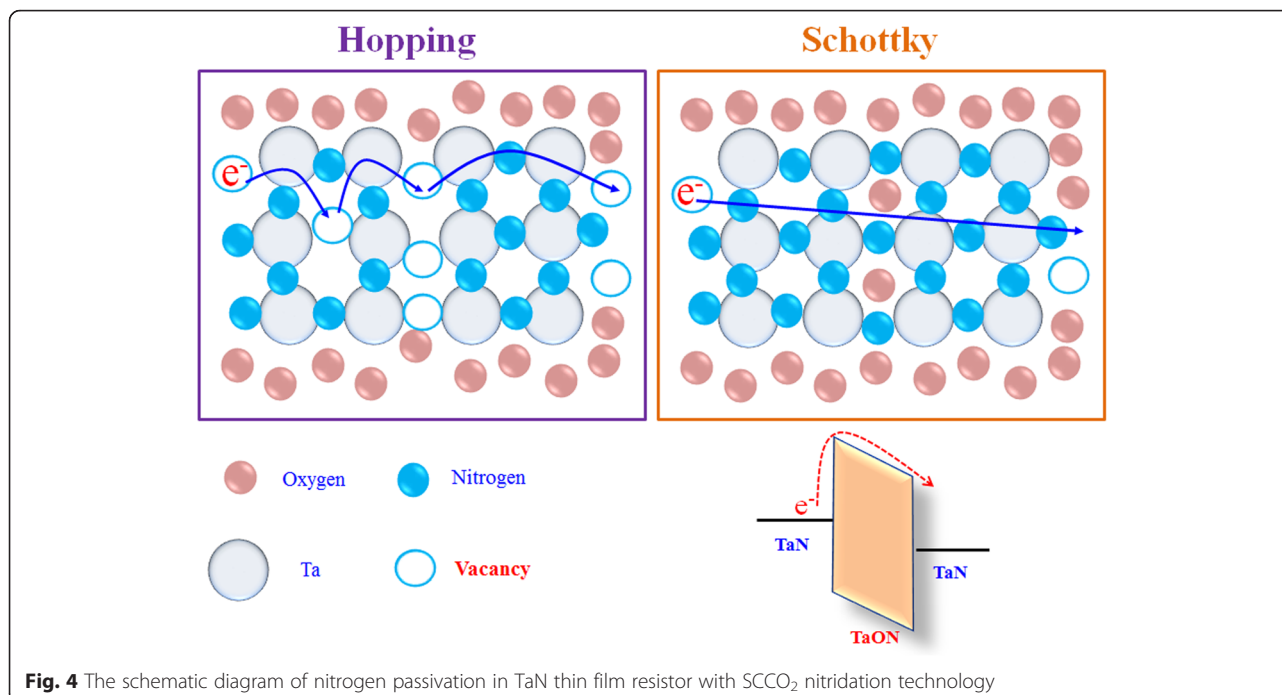 Hopping
Schottky
e-
e-
Oxygen
Nitrogen
Ta
Vacancy
e-
TaN
TaN
TaON
Fig. 4 The schematic diagram of nitrogen passivation in TaN thin film resistor with SCCO₂ nitridation technology